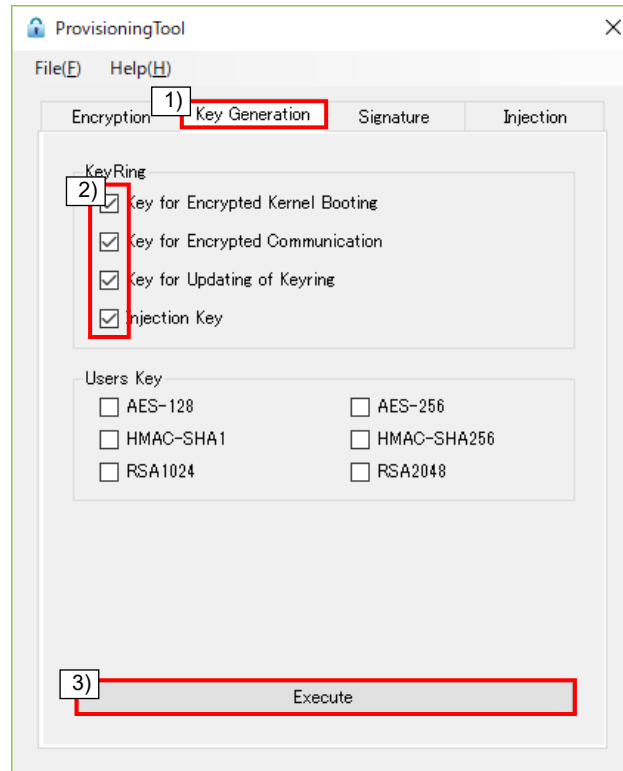 ProvisioningTool
File(F) Help(H)
1)
Encryption Key Generation Signature Injection
KeyRing
2)
Key for Encrypted Kernel Booting
Key for Encrypted Communication
Key for Updating of Keyring
Injection Key
Users Key
AES-128 AES-256
HMAC-SHA1 HMAC-SHA256
RSA1024 RSA2048
3)
Execute